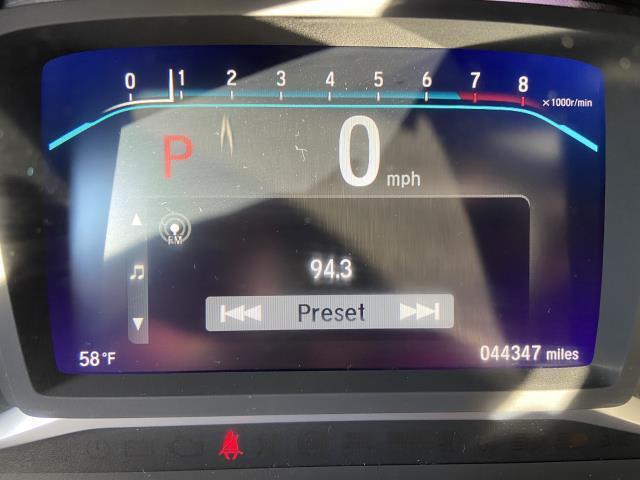 0 1 2 3 4 5 6 7 8
×1000r/min
P 0 mph
FM
94.3
Preset
58°F 044347 miles